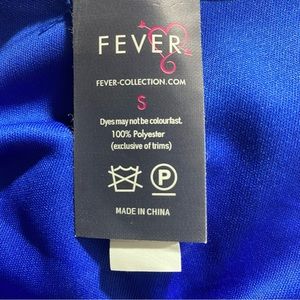 FEVER
FEVER-COLLECTION.COM
S
Dyes may not be colourfast.
100% Polyester
(exclusive of trims)
P
MADE IN CHINA